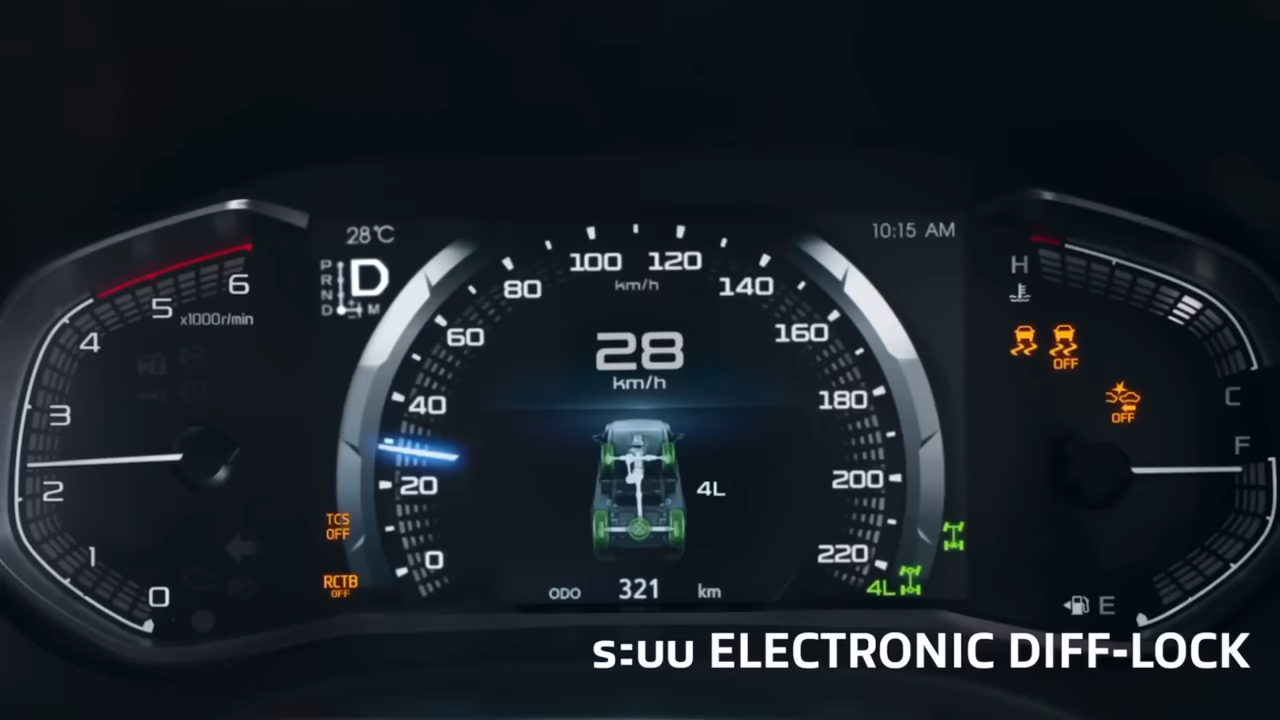 28°C
10:15 AM
P
R
N
D
D
M
6
5
x1000r/min
4
3
2
1
0
100
120
km/h
80
140
60
160
28
km/h
40
180
20
200
0
220
4L
TCS
OFF
RCTB
OFF
ODO 321 km
4L
H
OFF
OFF
C
F
E
ระบบ ELECTRONIC DIFF-LOCK